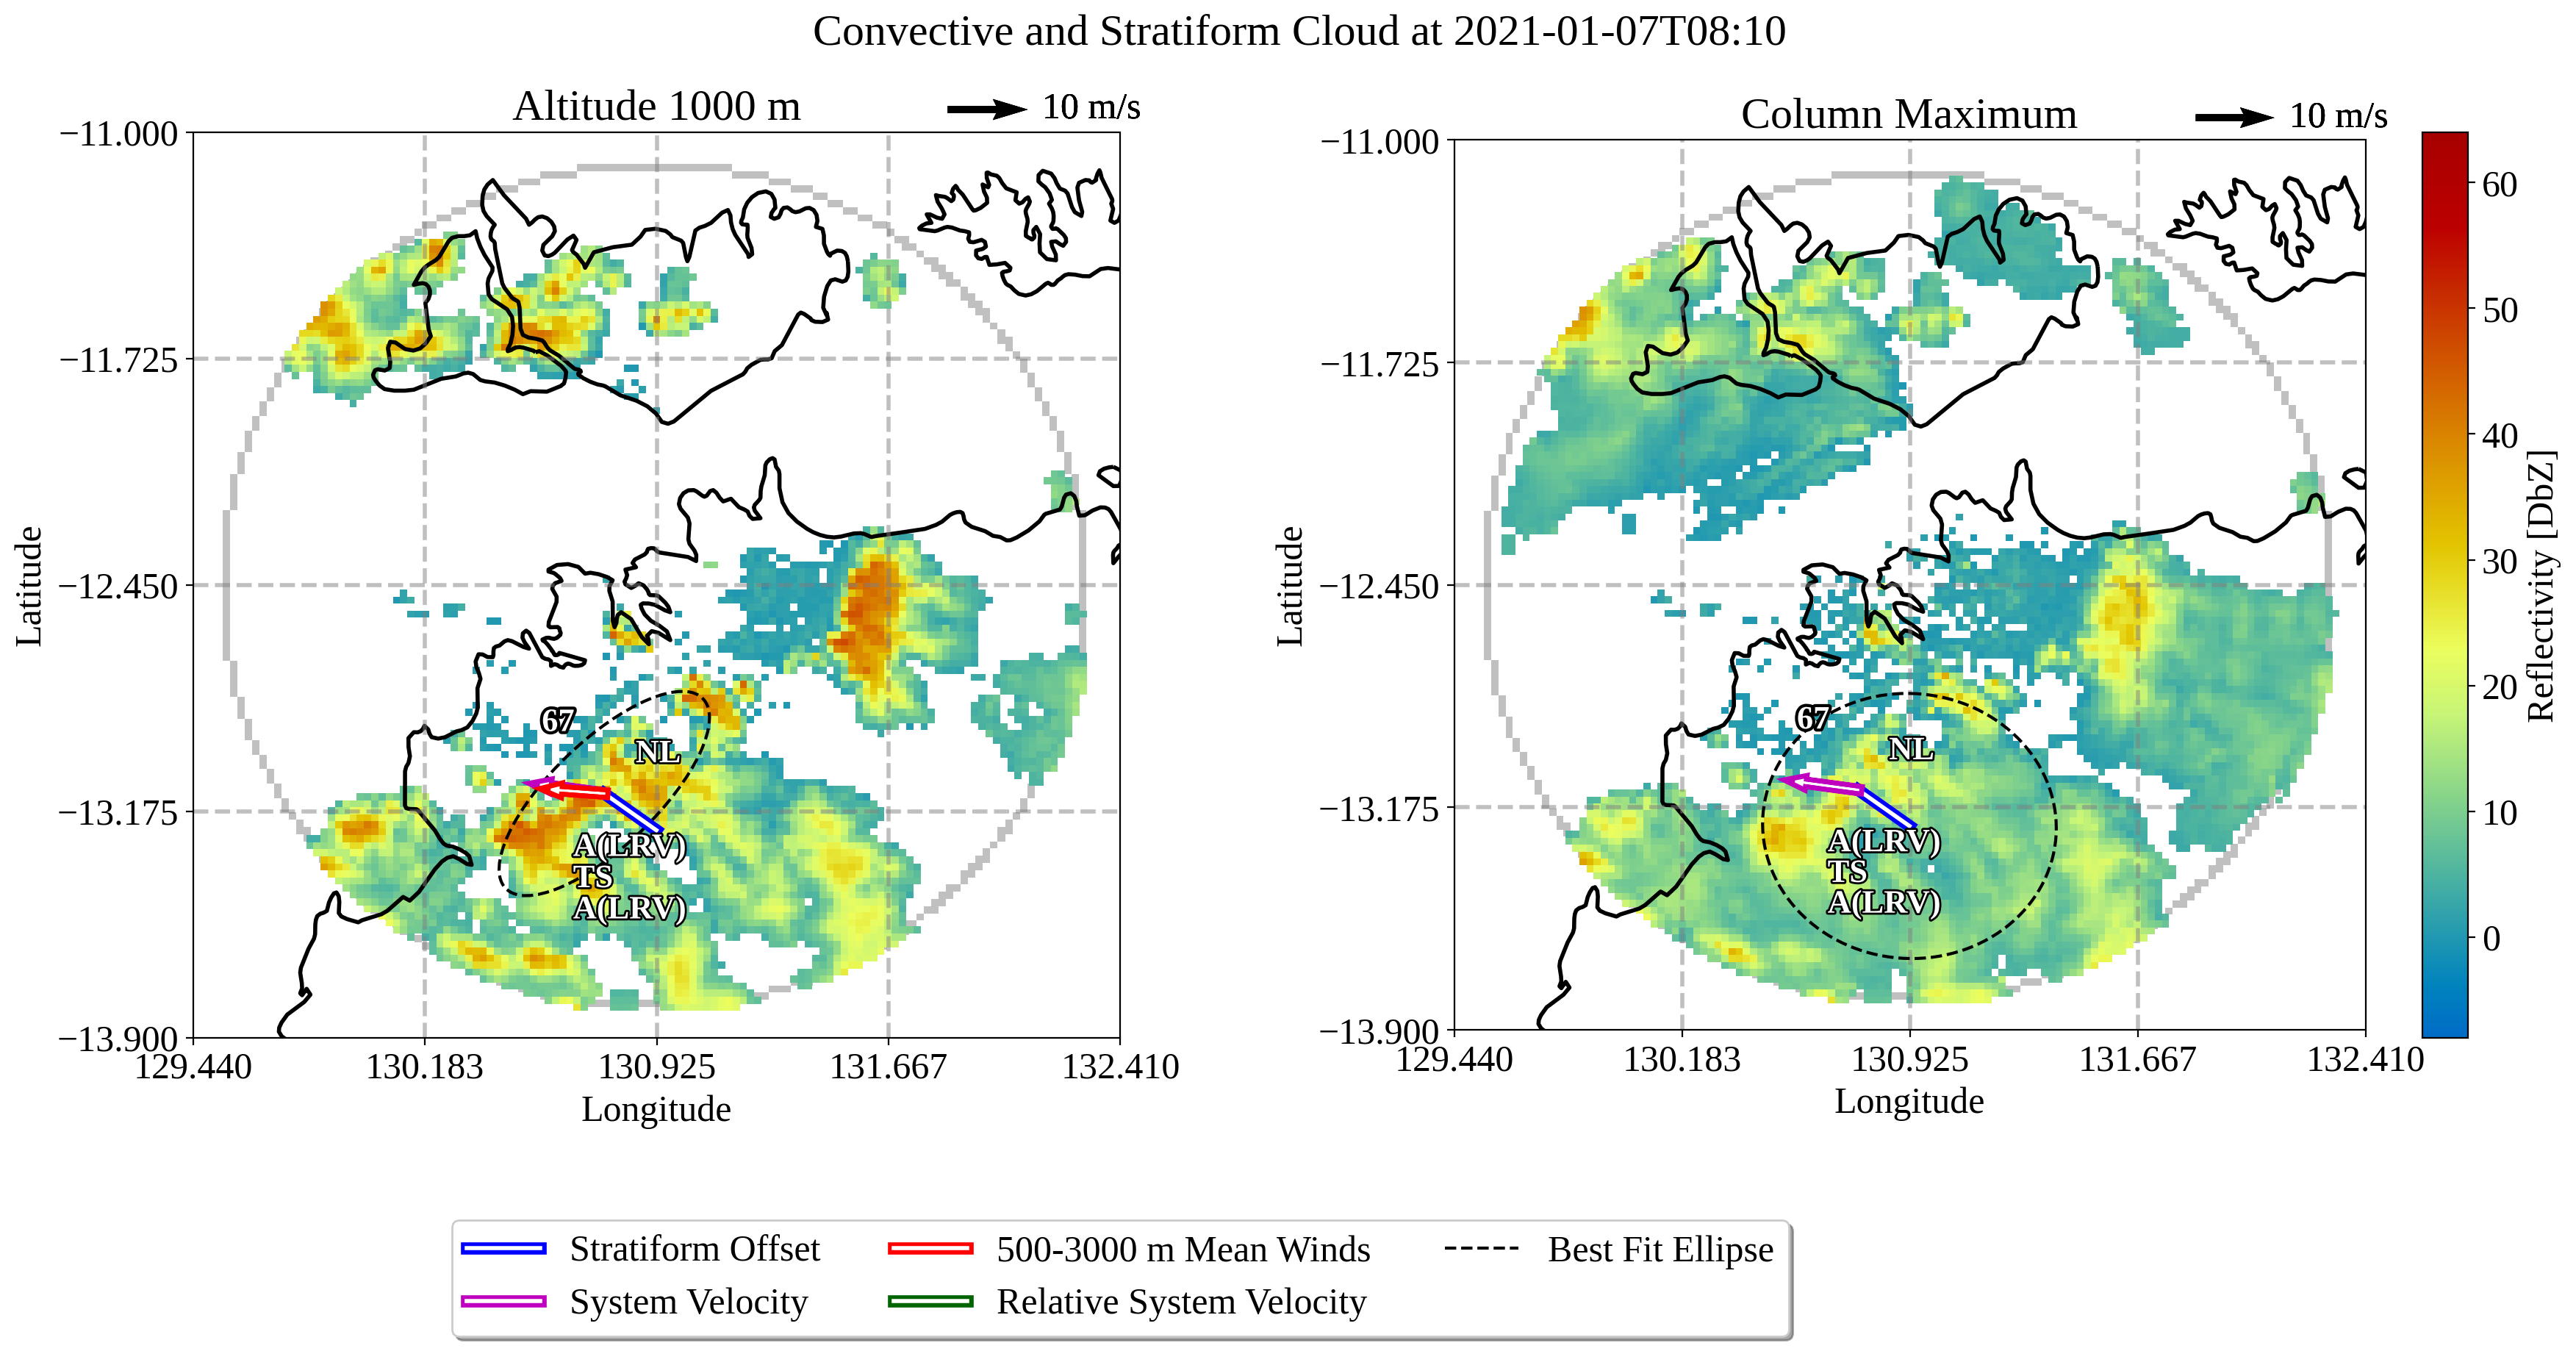 Convective and Stratiform Cloud at 2021-01-07T08:10
Altitude 1000 m
10 m/s
−11.000
−11.725
−12.450
−13.175
−13.900
Latitude
129.440
130.183
130.925
131.667
132.410
Longitude
67
NL
A(LRV)
TS
A(LRV)
Column Maximum
10 m/s
−11.000
−11.725
−12.450
−13.175
−13.900
Latitude
129.440
130.183
130.925
131.667
132.410
Longitude
67
NL
A(LRV)
TS
A(LRV)
60
50
40
30
20
10
0
Reflectivity [DbZ]
Stratiform Offset
System Velocity
500-3000 m Mean Winds
Relative System Velocity
Best Fit Ellipse